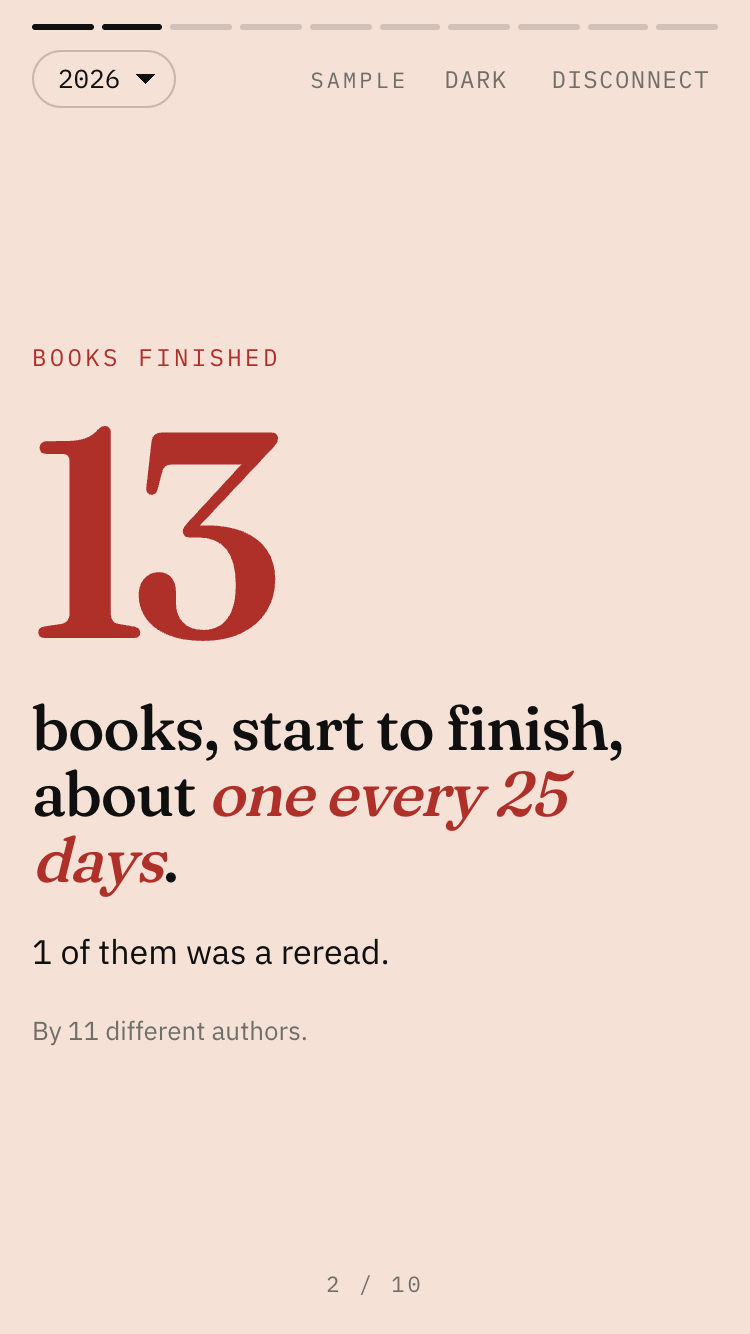 2026
SAMPLE DARK DISCONNECT
BOOKS FINISHED
13
books, start to finish,
about one every 25
days.
1 of them was a reread.
By 11 different authors.
2 / 10